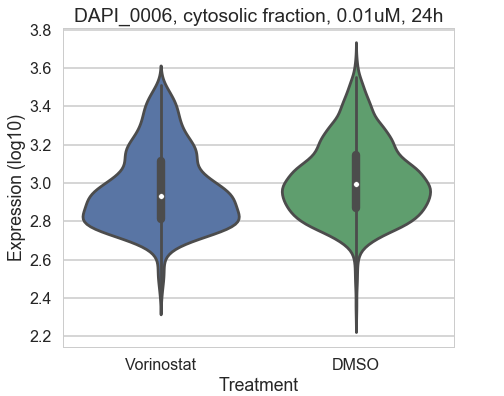 DAPI_0006, cytosolic fraction, 0.01uM, 24h
3.8
3.6
3.4
3.2
3.0
2.8
2.6
2.4
2.2
Expression (log10)
Vorinostat
DMSO
Treatment